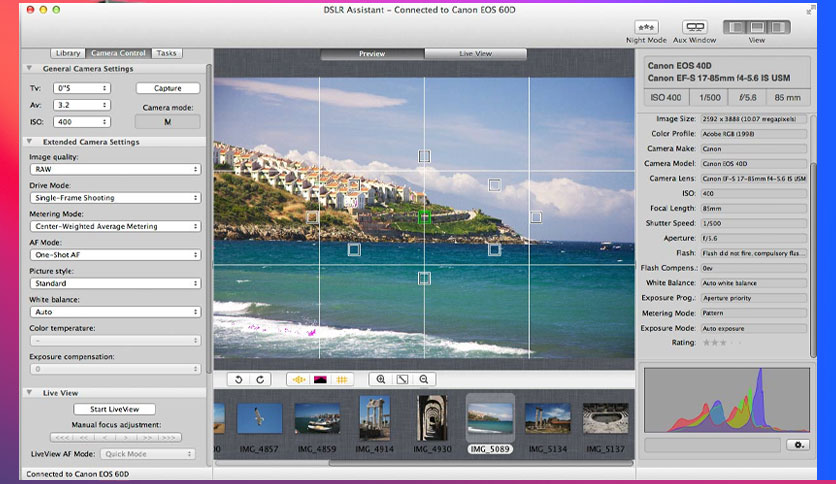 DSLR Assistant - Connected to Canon EOS 60D
Night Mode Aux Window View
Library Camera Control Tasks
Preview Live View
General Camera Settings
Tv: 0"5 Capture
Av: 3.2 Camera mode:
ISO: 400 M
Extended Camera Settings
Image quality:
RAW
Drive Mode:
Single-Frame Shooting
Metering Mode:
Center-Weighted Average Metering
AF Mode:
One-Shot AF
Picture style:
Standard
White balance:
Auto
Color temperature:
-
Exposure compensation:
0
Live View
Start LiveView
Manual focus adjustment:
<<< << < > >> >>>
LiveView AF Mode: Quick Mode
Connected to Canon EOS 60D
00 IMG_4857 IMG_4859 IMG_4914 IMG_4930 IMG_5089 IMG_5134 IMG_5137
Canon EOS 40D
Canon EF-S 17-85mm f4-5.6 IS USM
ISO 400 1/500 f/5.6 85 mm
Image Size: 2592 x 3888 (10.07 megapixels)
Color Profile: Adobe RGB (1998)
Camera Make: Canon
Camera Model: Canon EOS 40D
Camera Lens: Canon EF-S 17-85mm f4-5.6 IS USM
ISO: 400
Focal Length: 85mm
Shutter Speed: 1/500
Aperture: f/5.6
Flash: Flash did not fire, compulsory flas...
Flash Compens.: 0ev
White Balance: Auto white balance
Exposure Prog.: Aperture priority
Metering Mode: Pattern
Exposure Mode: Auto exposure
Rating: